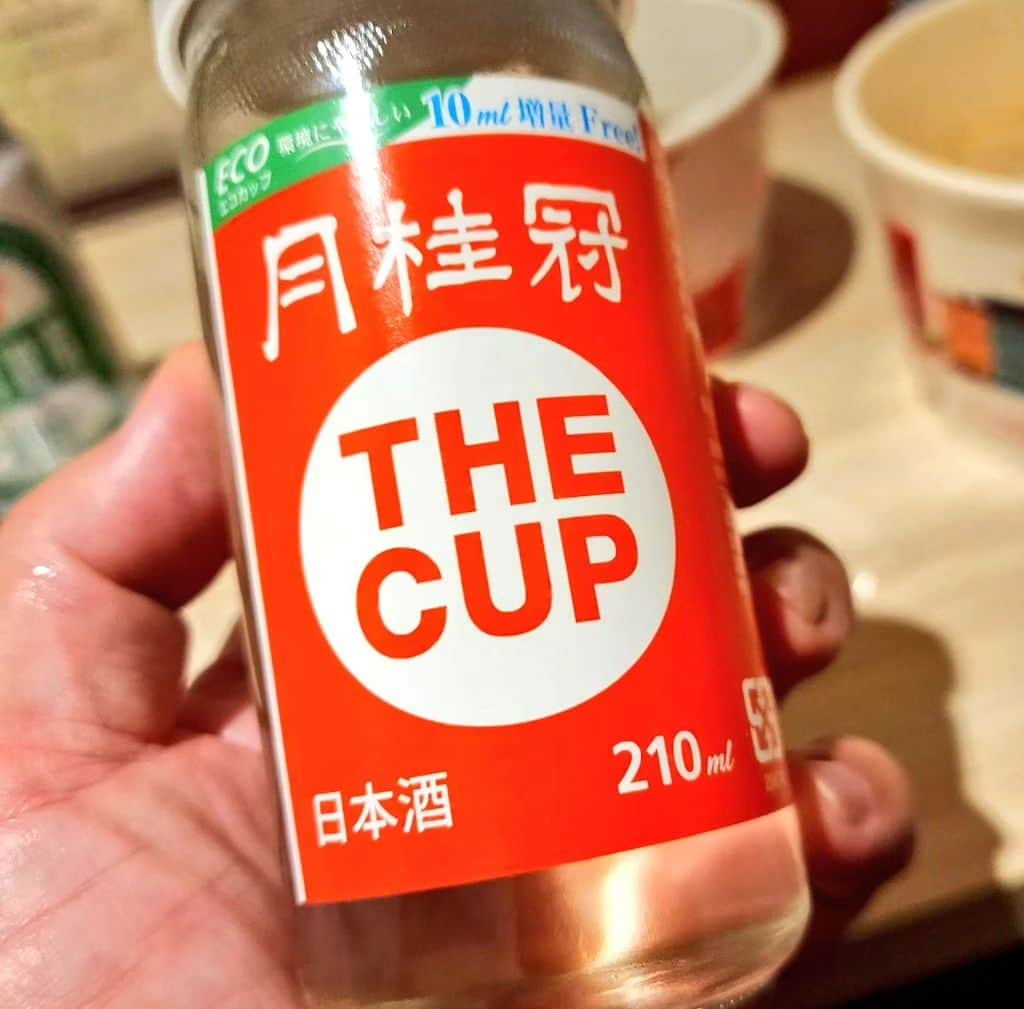 ECO 環境にやさしい 10ml 増量 Free!
エコカップ
月桂冠
THE
CUP
210ml
日本酒